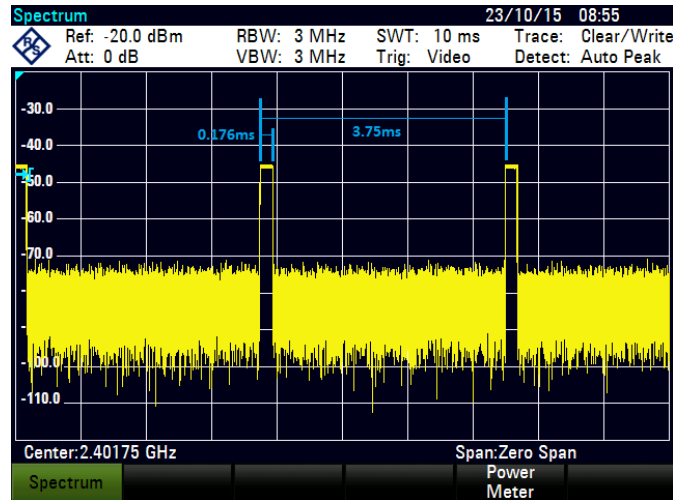 Spectrum 23/10/15 08:55
R&S Ref: -20.0 dBm RBW: 3 MHz SWT: 10 ms Trace: Clear/Write
Att: 0 dB VBW: 3 MHz Trig: Video Detect: Auto Peak
-30.0
0.176ms 3.75ms
-40.0
-50.0
-60.0
-70.0
-100.0
-110.0
Center:2.40175 GHz Span:Zero Span
Spectrum Power
Meter